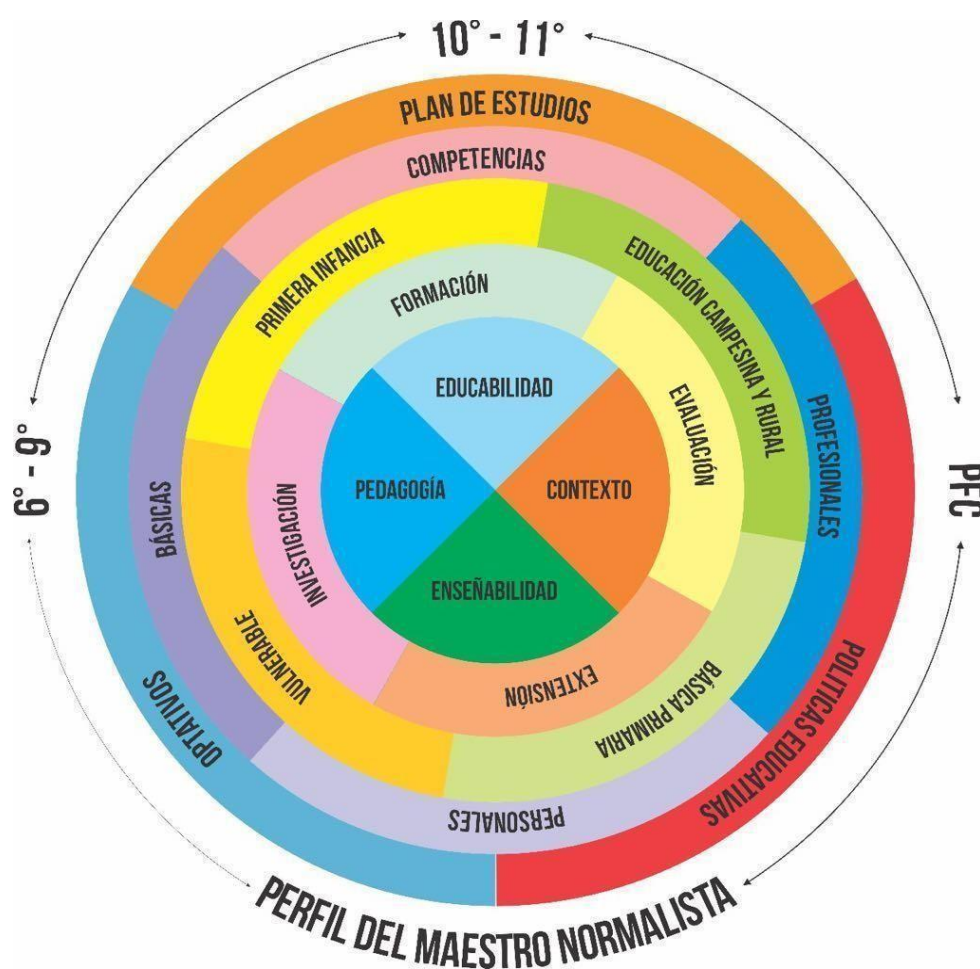 10° - 11°
PLAN DE ESTUDIOS
COMPETENCIAS
PRIMERA INFANCIA
EDUCACIÓN CAMPESINA Y RURAL
FORMACIÓN
EVALUACIÓN
EDUCABILIDAD
PEDAGOGÍA
CONTEXTO
ENSEÑABILIDAD
INVESTIGACIÓN
EXTENSIÓN
VULNERABLE
BÁSICA PRIMARIA
BÁSICAS
PROFESIONALES
PERSONALES
OPTATIVOS
POLITICAS EDUCATIVAS
6° - 9°
PFC
PERFIL DEL MAESTRO NORMALISTA